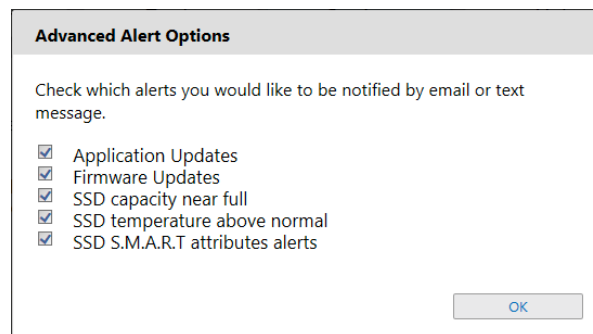 Advanced Alert Options
Check which alerts you would like to be notified by email or text
message.
Application Updates
Firmware Updates
SSD capacity near full
SSD temperature above normal
SSD S.M.A.R.T attributes alerts
OK